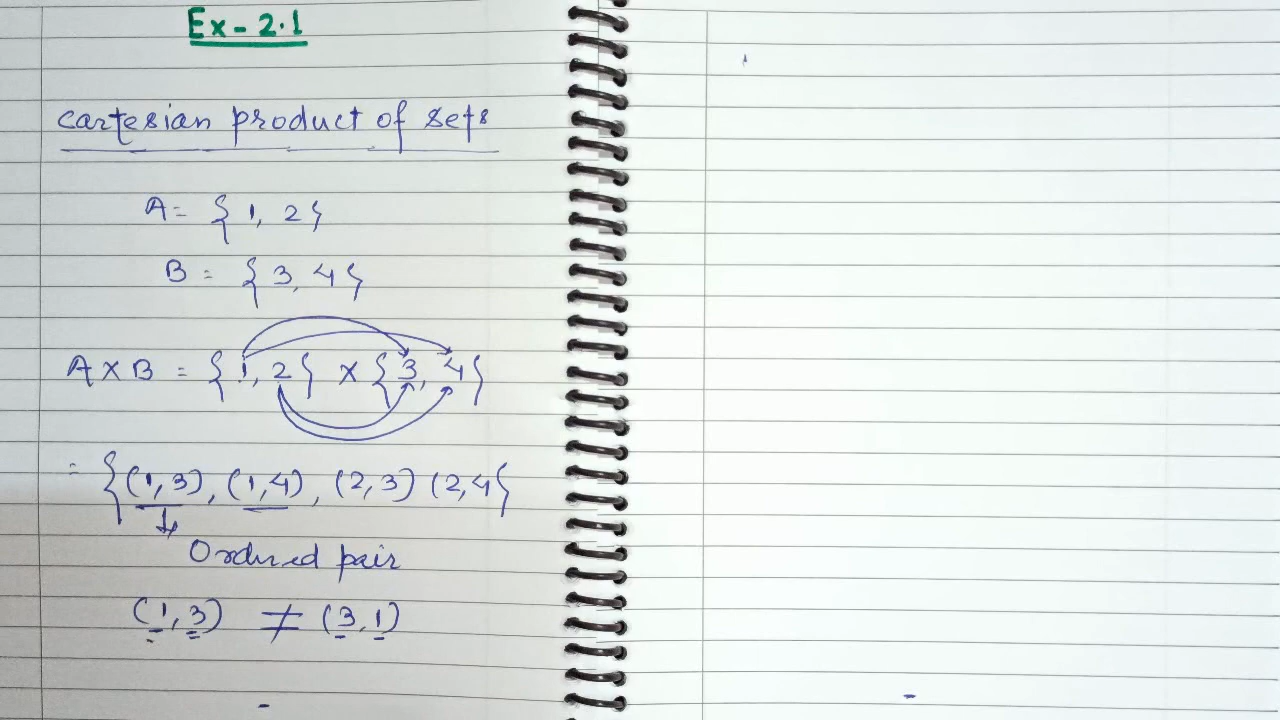 Ex-2.1
cartesian product of sets
A= {1, 2}
B = {3, 4}
A X B = {1, 2} X {3, 4}
= {(1,3), (1,4), (2,3) (2,4}
Ordered pair
(1,3) ≠ (3,1)